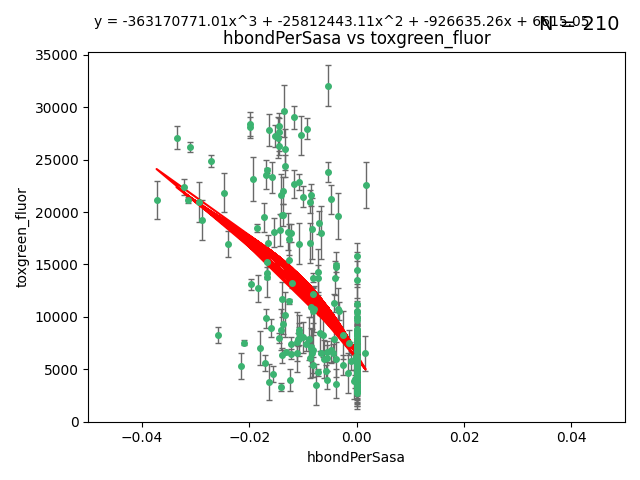 y = -363170771.01x^3 + -25812443.11x^2 + -926635.26x + 6615.05
N = 210
hbondPerSasa vs toxgreen_fluor
35000
30000
25000
20000
15000
10000
5000
0
toxgreen_fluor
-0.04 -0.02 0.00 0.02 0.04
hbondPerSasa